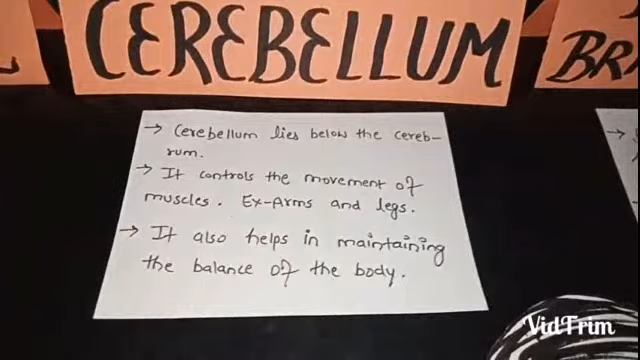 CEREBELLUM
BR
→ Cerebellum lies below the cereb-
rum.
→ It controls the movement of
muscles. Ex-Arms and legs.
→ It also helps in maintaining
the balance of the body.
VidTrim